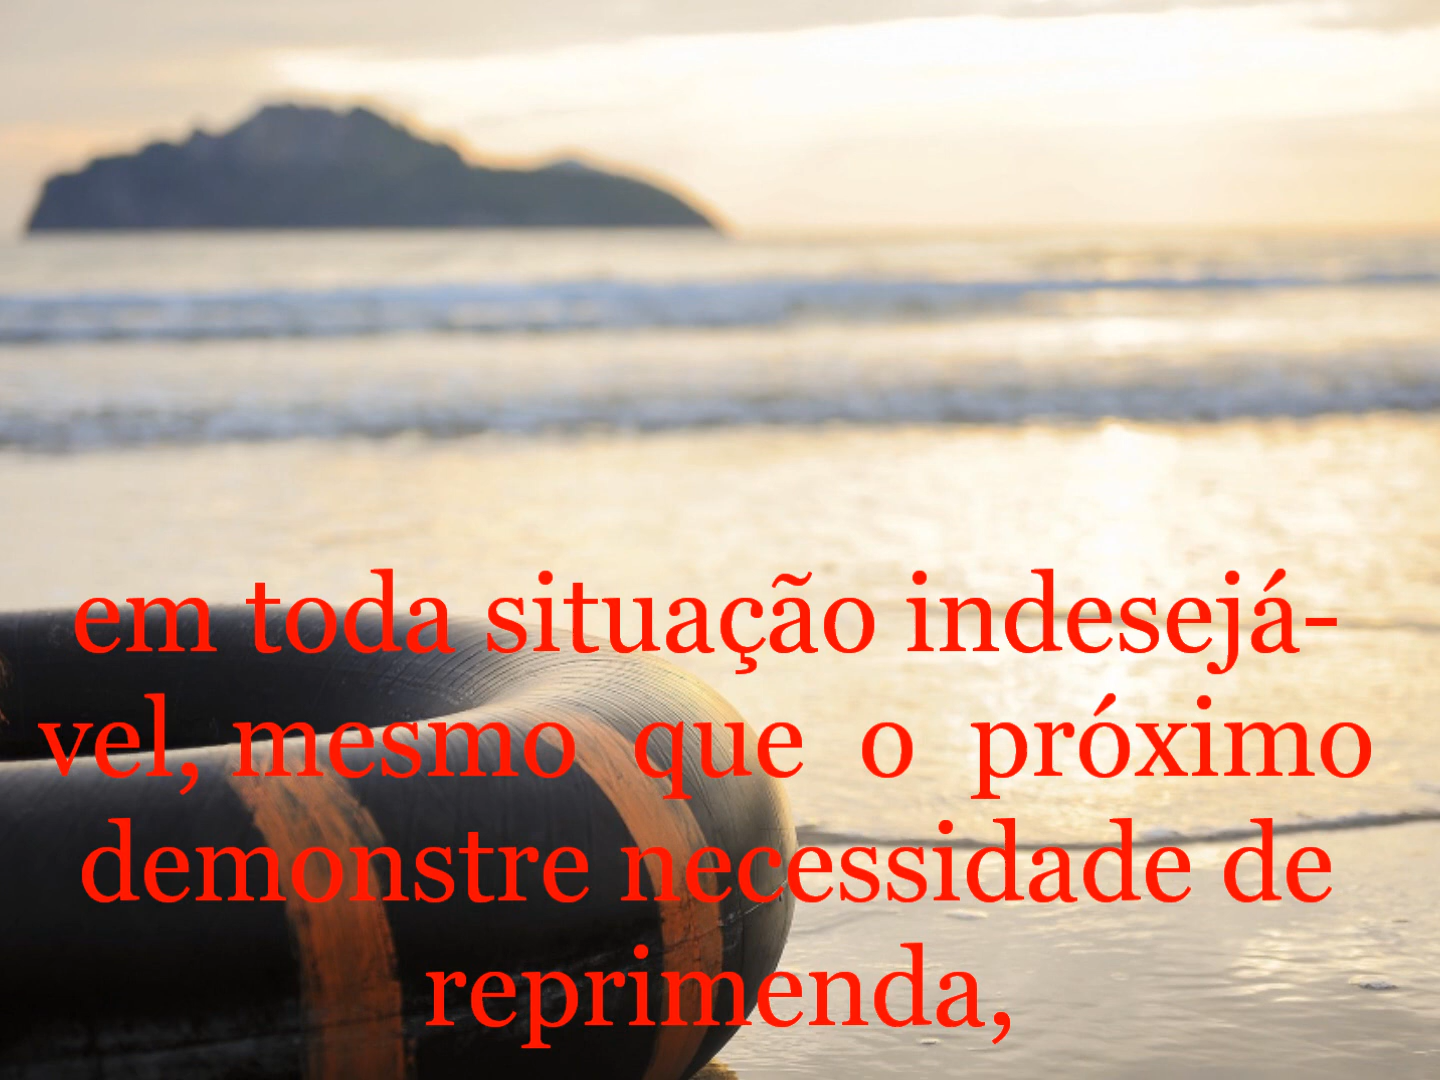 em toda situação indesejá-
vel, mesmo que o próximo
demonstre necessidade de
reprimenda,